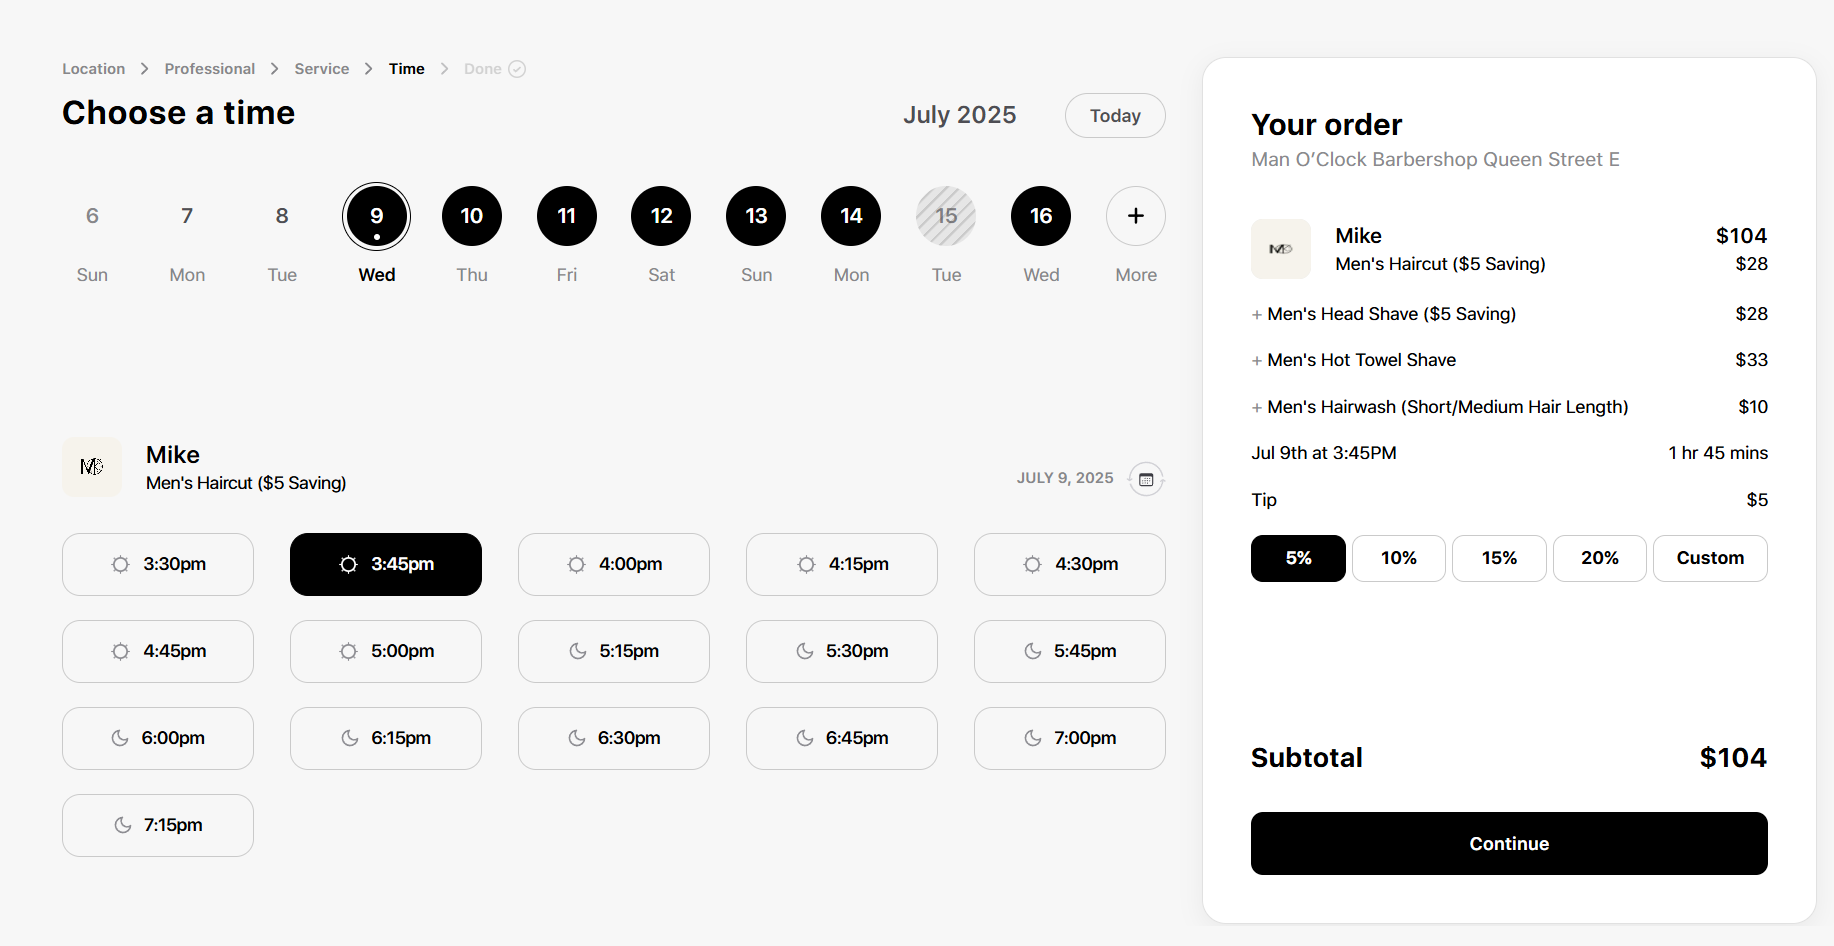 Location > Professional > Service > Time > Done
Choose a time
July 2025
Today
6 7 8 9 10 11 12 13 14 15 16 +
Sun Mon Tue Wed Thu Fri Sat Sun Mon Tue Wed More
Mike
Men's Haircut ($5 Saving)
JULY 9, 2025
3:30pm 3:45pm 4:00pm 4:15pm 4:30pm
4:45pm 5:00pm 5:15pm 5:30pm 5:45pm
6:00pm 6:15pm 6:30pm 6:45pm 7:00pm
7:15pm
Your order
Man O’Clock Barbershop Queen Street E
Mike $104
Men's Haircut ($5 Saving) $28
+ Men's Head Shave ($5 Saving) $28
+ Men's Hot Towel Shave $33
+ Men's Hairwash (Short/Medium Hair Length) $10
Jul 9th at 3:45PM 1 hr 45 mins
Tip $5
5% 10% 15% 20% Custom
Subtotal $104
Continue